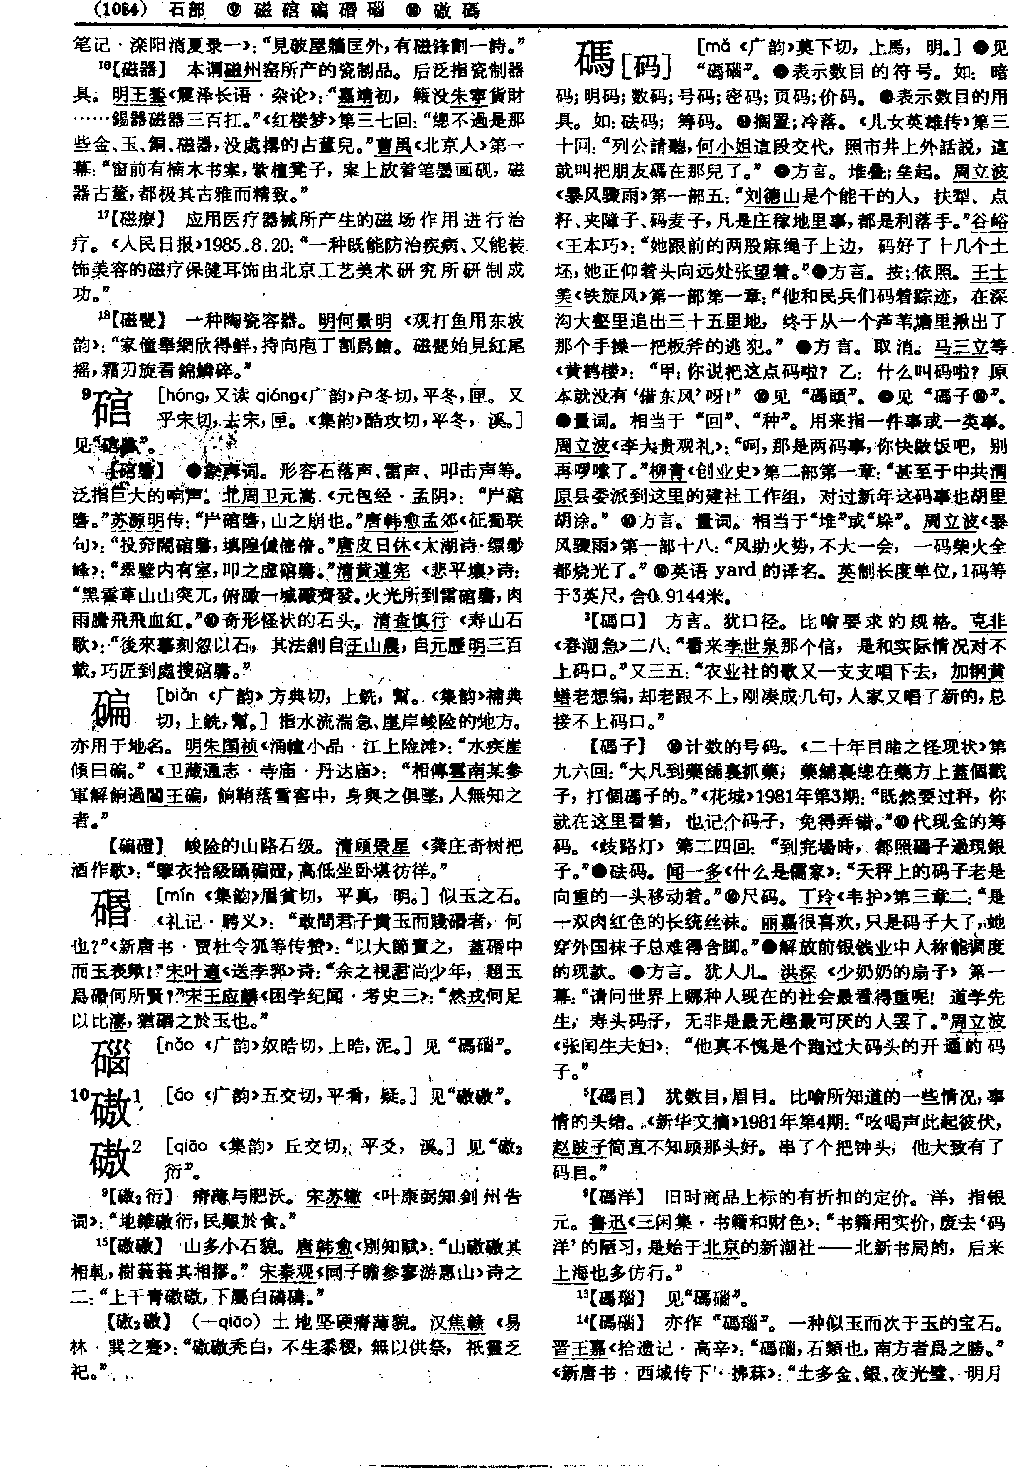 (1084) 石部 ⑨ 磁 碹 碥 碈 碯 ⑩ 磝 碼
笔记·滦阳消夏录一》：“見破屋牆匡外，有磁鋒劃一詩。”
¹⁶【磁器】 本谓磁州窑所产的瓷制品。后泛指瓷制器
具。明王鏊《震泽长语·杂论》：“嘉靖初，籍没朱寧貨財
……錫器磁器三百扛。”《红楼梦》第三七回：“總不過是那
些金、玉、銅、磁器，没處擺的古董兒。”曹禺《北京人》第一
幕：“窗前有楠木书案，紫檀凳子，案上放着笔墨画砚，磁
器古董，都极其古雅而精致。”
¹⁷【磁療】 应用医疗器械所产生的磁场作用进行治
疗。《人民日报》1985.8.20：“一种既能防治疾病、又能装
饰美容的磁疗保健耳饰由北京工艺美术研究所研制成
功。”
¹⁸【磁甖】 一种陶瓷容器。明何景明《观打鱼用东坡
韵》：“家僮舉網欣得鮮，持向庖丁割爲鱠。磁甖始見紅尾
摇，霜刃旋看錦鱗碎。”
⁹ [hóng，又读 qióng《广韵》户冬切，平冬，匣。又
乎宋切，去宋，匣。《集韵》酷攻切，平冬，溪。]
❶象声词。形容石落声、雷声、叩击声等。
泛指巨大的响声。北周卫元嵩《元包经·孟阴》：
苏源明传：唐韩愈孟郊《征蜀联
句》：唐皮日休《太湖诗·缥缈
峰》：清黄遵宪《悲平壤》诗：
“黑雲草山山突兀，俯瞰一城礮齊發。火光所到雷，肉
雨騰飛飛血紅。”❷奇形怪状的石头。清查慎行《寿山石
歌》：“後來摹刻忽以石，其法創自王山農，自元歷明三百
載，巧匠到處搜。”
碥 [biǎn《广韵》方典切，上銑，幫。《集韵》補典
切，上銑，幫。] 指水流湍急、崖岸峻险的地方。
亦用于地名。明朱国祯《涌幢小品·江上险滩》：“水疾崖
傾曰碥。”《卫藏通志·寺庙·丹达庙》：“相傳雲南某參
軍解餉過閻王碥，餉鞘落雪窖中，身與之俱墜，人無知之
者。”
【碥磴】 峻险的山路石级。清顾景星《龚庄奇树把
酒作歌》：“攣衣拾級躡碥磴，高低坐卧堪彷徉。”
碈 [mín《集韵》眉貧切，平真，明。] 似玉之石。
《礼记·聘义》：“敢問君子貴玉而賤碈者，何
也？”《新唐书·贾杜令狐等传赞》：“以大節責之，蓋碈中
而玉表歟！”宋叶適《送李郛》诗：“余之視君尚少年，題玉
爲碈何所賢？”宋王应麟《困学纪闻·考史三》：“然戎何足
以比濬，猶碈之於玉也。”
碯 [nǎo《广韵》奴晧切，上晧，泥。] 见“碼碯”。
¹⁰磝¹ [áo《广韵》五交切，平肴，疑。] 见“磝磝”。
磝² [qiāo《集韵》丘交切，平爻，溪。] 见“磝₂
衍”。
⁹【磝₂衍】 瘠薄与肥沃。宋苏辙《叶康弼知剑州告
词》：“地雜磝衍，民艱於食。”
¹⁵【磝磝】 山多小石貌。唐韩愈《别知赋》：“山磝磝其
相軋，樹蓊蓊其相摎。”宋秦观《同子瞻参寥游惠山》诗之
二：“上干青磝磝，下屬白磷磷。”
【磝₂磝】（—qiāo）土地坚硬瘠薄貌。汉焦赣《易
林·巽之蹇》：“磝磝禿白，不生黍稷，無以供祭，祇靈乏
祀。”
碼[码] [mǎ《广韵》莫下切，上馬，明。] ❶见
“碼碯”。❷表示数目的符号。如：暗
码；明码；数码；号码；密码；页码；价码。❸表示数目的用
具。如：砝码；筹码。❹搁置；冷落。《儿女英雄传》第三
十回：“列公請聽，何小姐這段交代，照市井上外話說，這
就叫把朋友碼在那兒了。”❺方言。堆叠；垒起。周立波
《暴风骤雨》第一部五：“刘德山是个能干的人，扶犁、点
籽、夹障子、码麦子，凡是庄稼地里事，都是利落手。”谷峪
《王本巧》：“她跟前的两股麻绳子上边，码好了十几个土
坯，她正仰着头向远处张望着。”❻方言。按；依照。王士
美《铁旋风》第一部第一章：“他和民兵们码着踪迹，在深
沟大壑里追出三十五里地，终于从一个芦苇塘里揪出了
那个手操一把板斧的逃犯。”❼方言。取消。马三立等
《黄鹤楼》：“甲：你说把这点码啦？乙：什么叫码啦？原
本就没有‘借东风’呀！”❽见“碼頭”。❾见“碼子❿”。
❿量词。相当于“回”、“种”。用来指一件事或一类事。
周立波《李大贵观礼》：“呵，那是两码事，你快做饭吧，别
再啰嗦了。”柳青《创业史》第二部第一章：“甚至于中共渭
原县委派到这里的建社工作组，对过新年这码事也胡里
胡涂。”⓫方言。量词。相当于“堆”或“垛”。周立波《暴
风骤雨》第一部十八：“风助火势，不大一会，一码柴火全
都烧光了。”⓬英语 yard 的译名。英制长度单位，1码等
于3英尺，合0.9144米。
³【码口】 方言。犹口径。比喻要求的规格。克非
《春潮急》二八：“看来李世泉那个信，是和实际情况对不
上码口。”又三五：“农业社的歌又一支支唱下去，加钢黄
蟮老想编，却老跟不上，刚凑成几句，人家又唱了新的，总
接不上码口。”
【码子】 ❶计数的号码。《二十年目睹之怪现状》第
九六回：“大凡到藥鋪裏抓藥，藥鋪裏總在藥方上蓋個戳
子，打個碼子的。”《花城》1981年第3期：“既然要过秤，你
就在这里看着，也记个码子，免得弄错。”❷代现金的筹
码。《歧路灯》第二四回：“到完場時，都照碼子過現銀
子。”❸砝码。闻一多《什么是儒家》：“天秤上的码子老是
向重的一头移动着。”❹尺码。丁玲《韦护》第三章二：“是
一双肉红色的长统丝袜。丽嘉很喜欢，只是码子大了，她
穿外国袜子总难得合脚。”❺解放前银钱业中人称能调度
的现款。❻方言。犹人儿。洪深《少奶奶的扇子》第一
幕：“请问世界上哪种人现在的社会最看得重呢！道学先
生，寿头码子，无非是最无趣最可厌的人罢了。”周立波
《张闰生夫妇》：“他真不愧是个跑过大码头的开通的码
子。”
⁵【碼目】 犹数目，眉目。比喻所知道的一些情况，事
情的头绪。《新华文摘》1981年第4期：“吆喝声此起彼伏，
赵跛子简直不知顾那头好。串了个把钟头，他大致有了
码目。”
⁹【碼洋】 旧时商品上标的有折扣的定价。洋，指银
元。鲁迅《三闲集·书籍和财色》：“书籍用实价，废去‘码
洋’的陋习，是始于北京的新潮社——北新书局的，后来
上海也多仿行。”
¹³【碼瑙】 见“碼碯”。
¹⁴【碼碯】 亦作“碼瑙”。一种似玉而次于玉的宝石。
晋王嘉《拾遗记·高辛》：“碼碯，石類也，南方者爲之勝。”
《新唐书·西域传下·拂菻》：“土多金、銀、夜光璧、明月